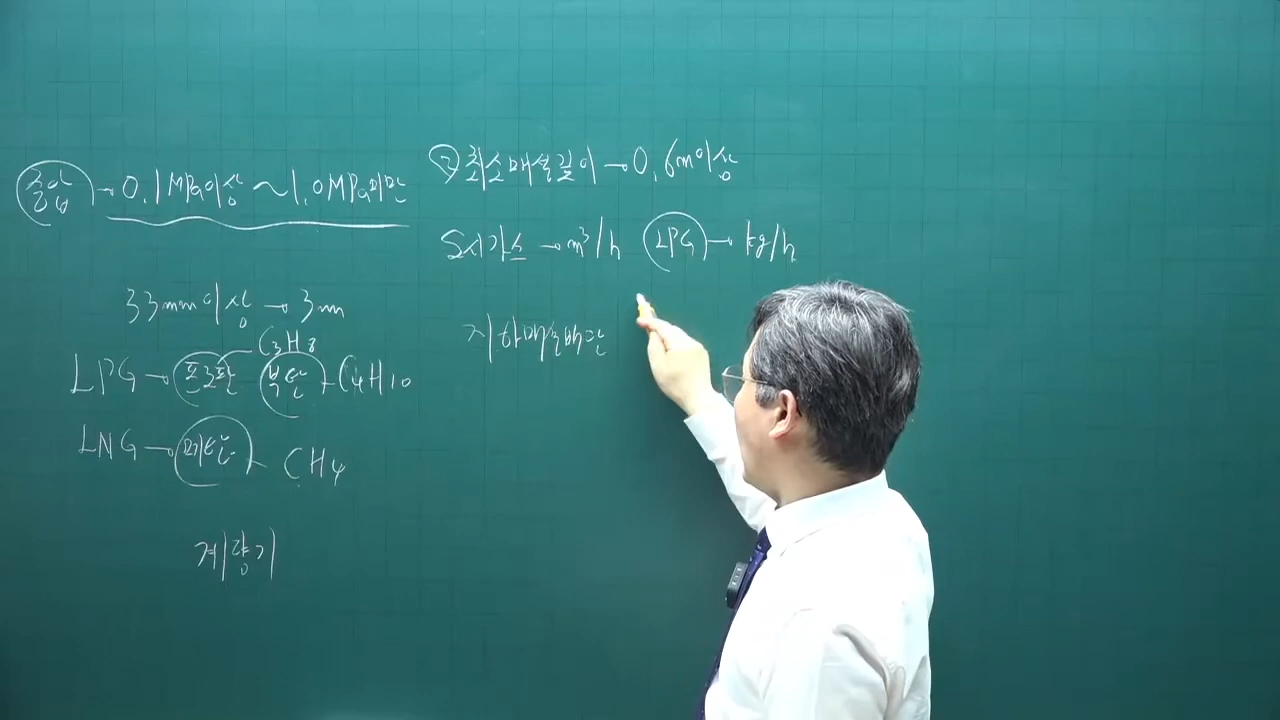 중압 → 0.1MPa이상 ~ 1.0MPa미만
33mm이상 → 3m
LPG → 프로판 C3H8 부탄 C4H10
LNG → 메탄 CH4
계량기
② 최소매설깊이 → 0.6m이상
도시가스 → m³/h LPG → kg/h
지하매몰배관